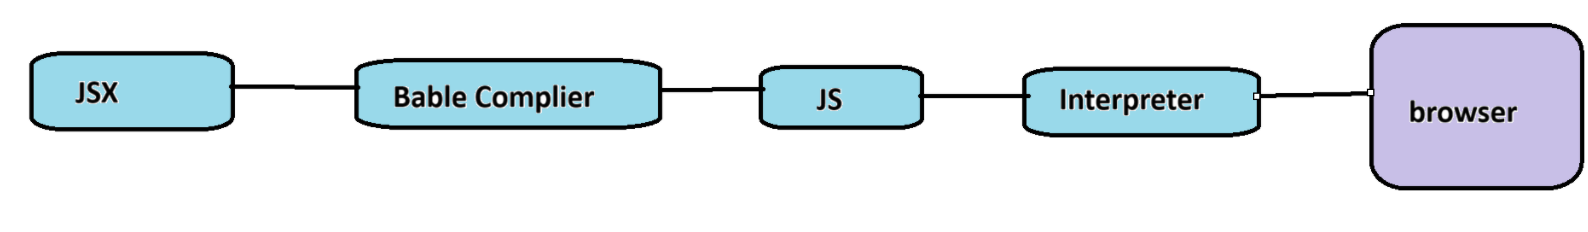 JSX
Bable Complier
JS
Interpreter
browser